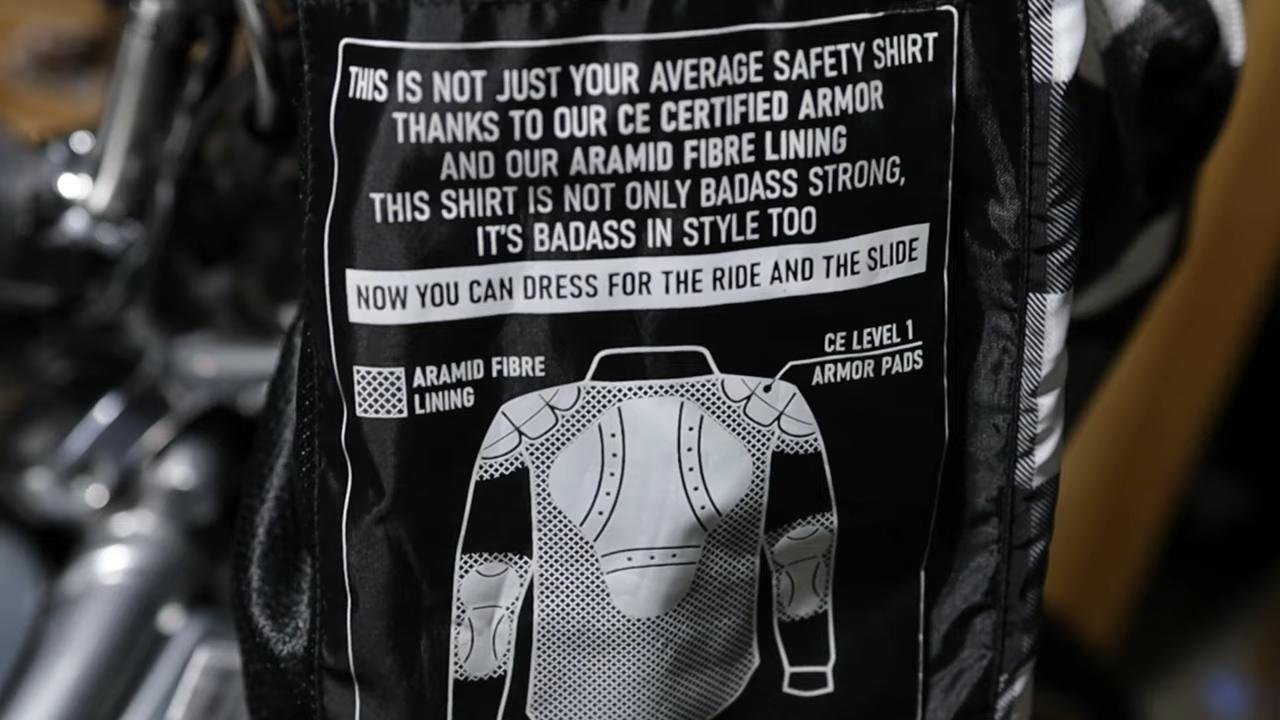 THIS IS NOT JUST YOUR AVERAGE SAFETY SHIRT
THANKS TO OUR CE CERTIFIED ARMOR
AND OUR ARAMID FIBRE LINING
THIS SHIRT IS NOT ONLY BADASS STRONG,
IT'S BADASS IN STYLE TOO
NOW YOU CAN DRESS FOR THE RIDE AND THE SLIDE
ARAMID FIBRE
LINING
CE LEVEL 1
ARMOR PADS